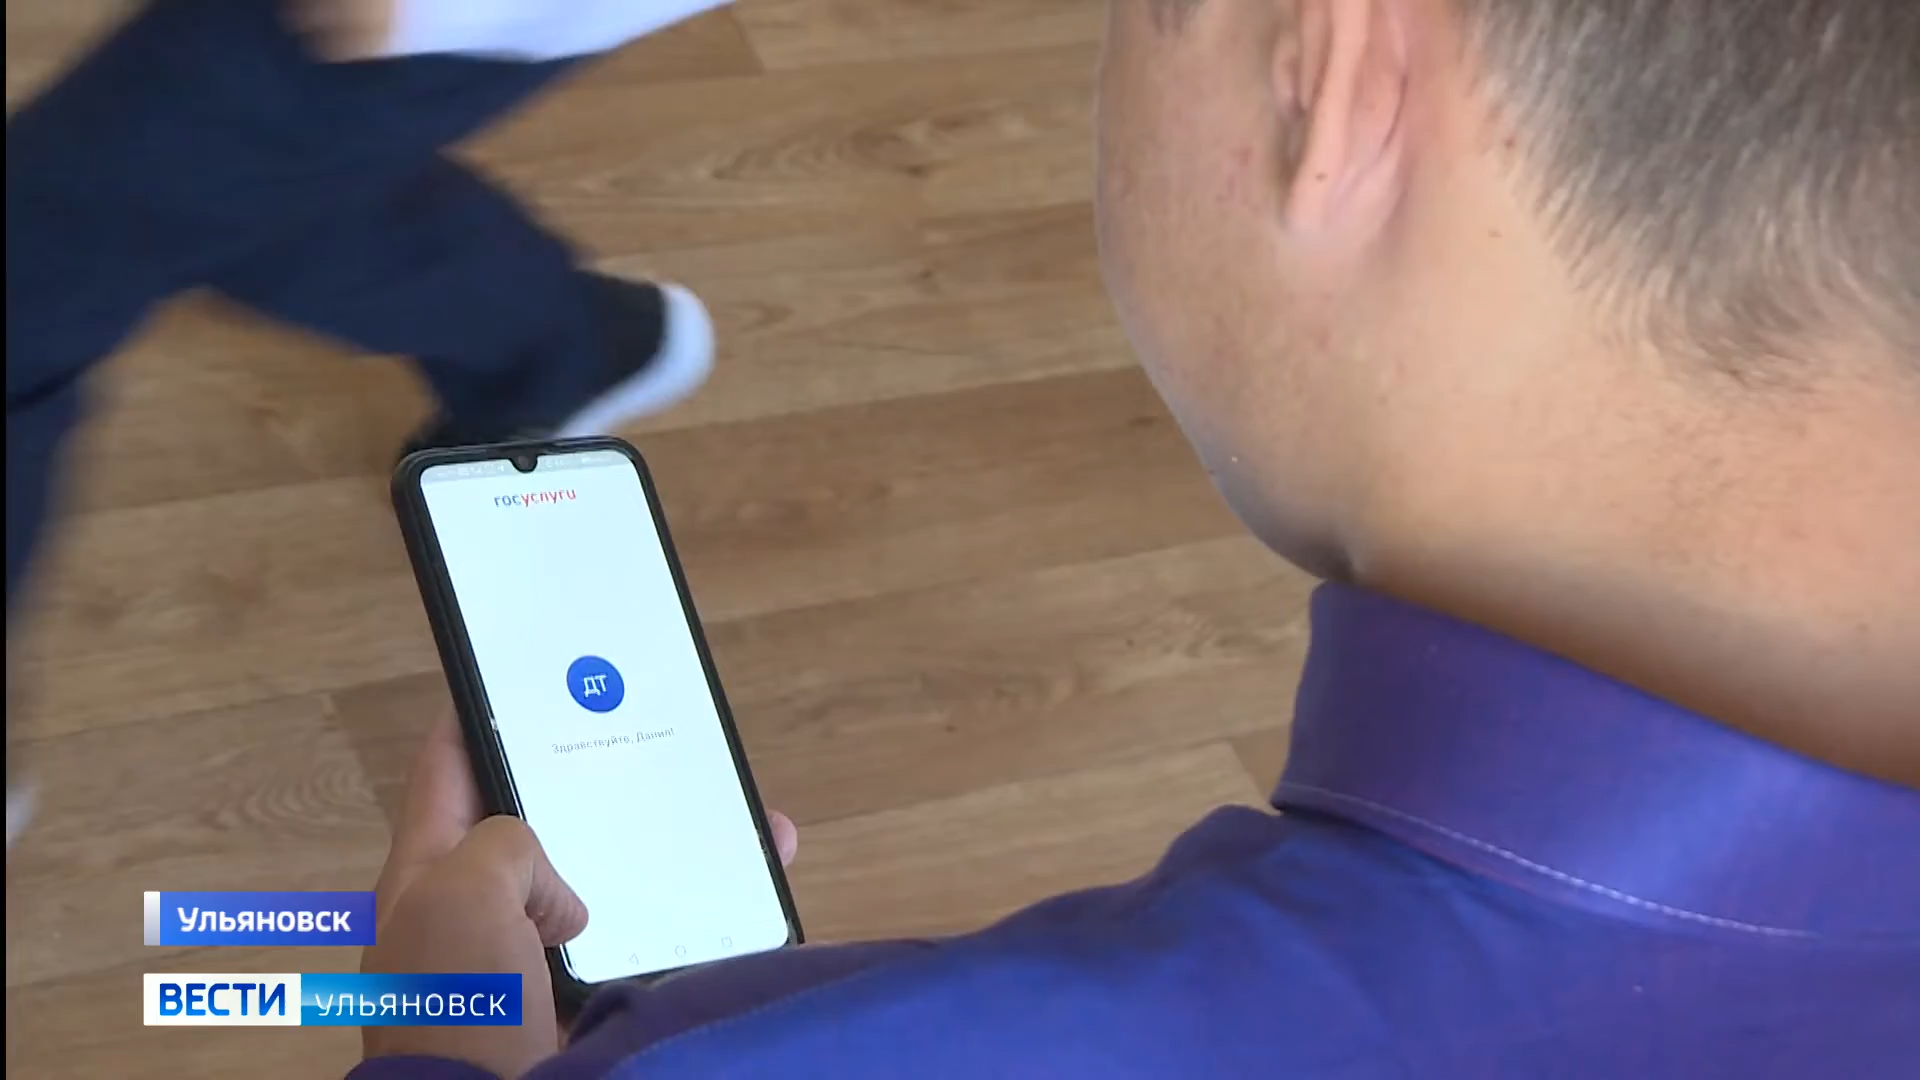 госуслуги
ДТ
Здравствуйте, Данил!
Ульяновск
ВЕСТИ УЛЬЯНОВСК